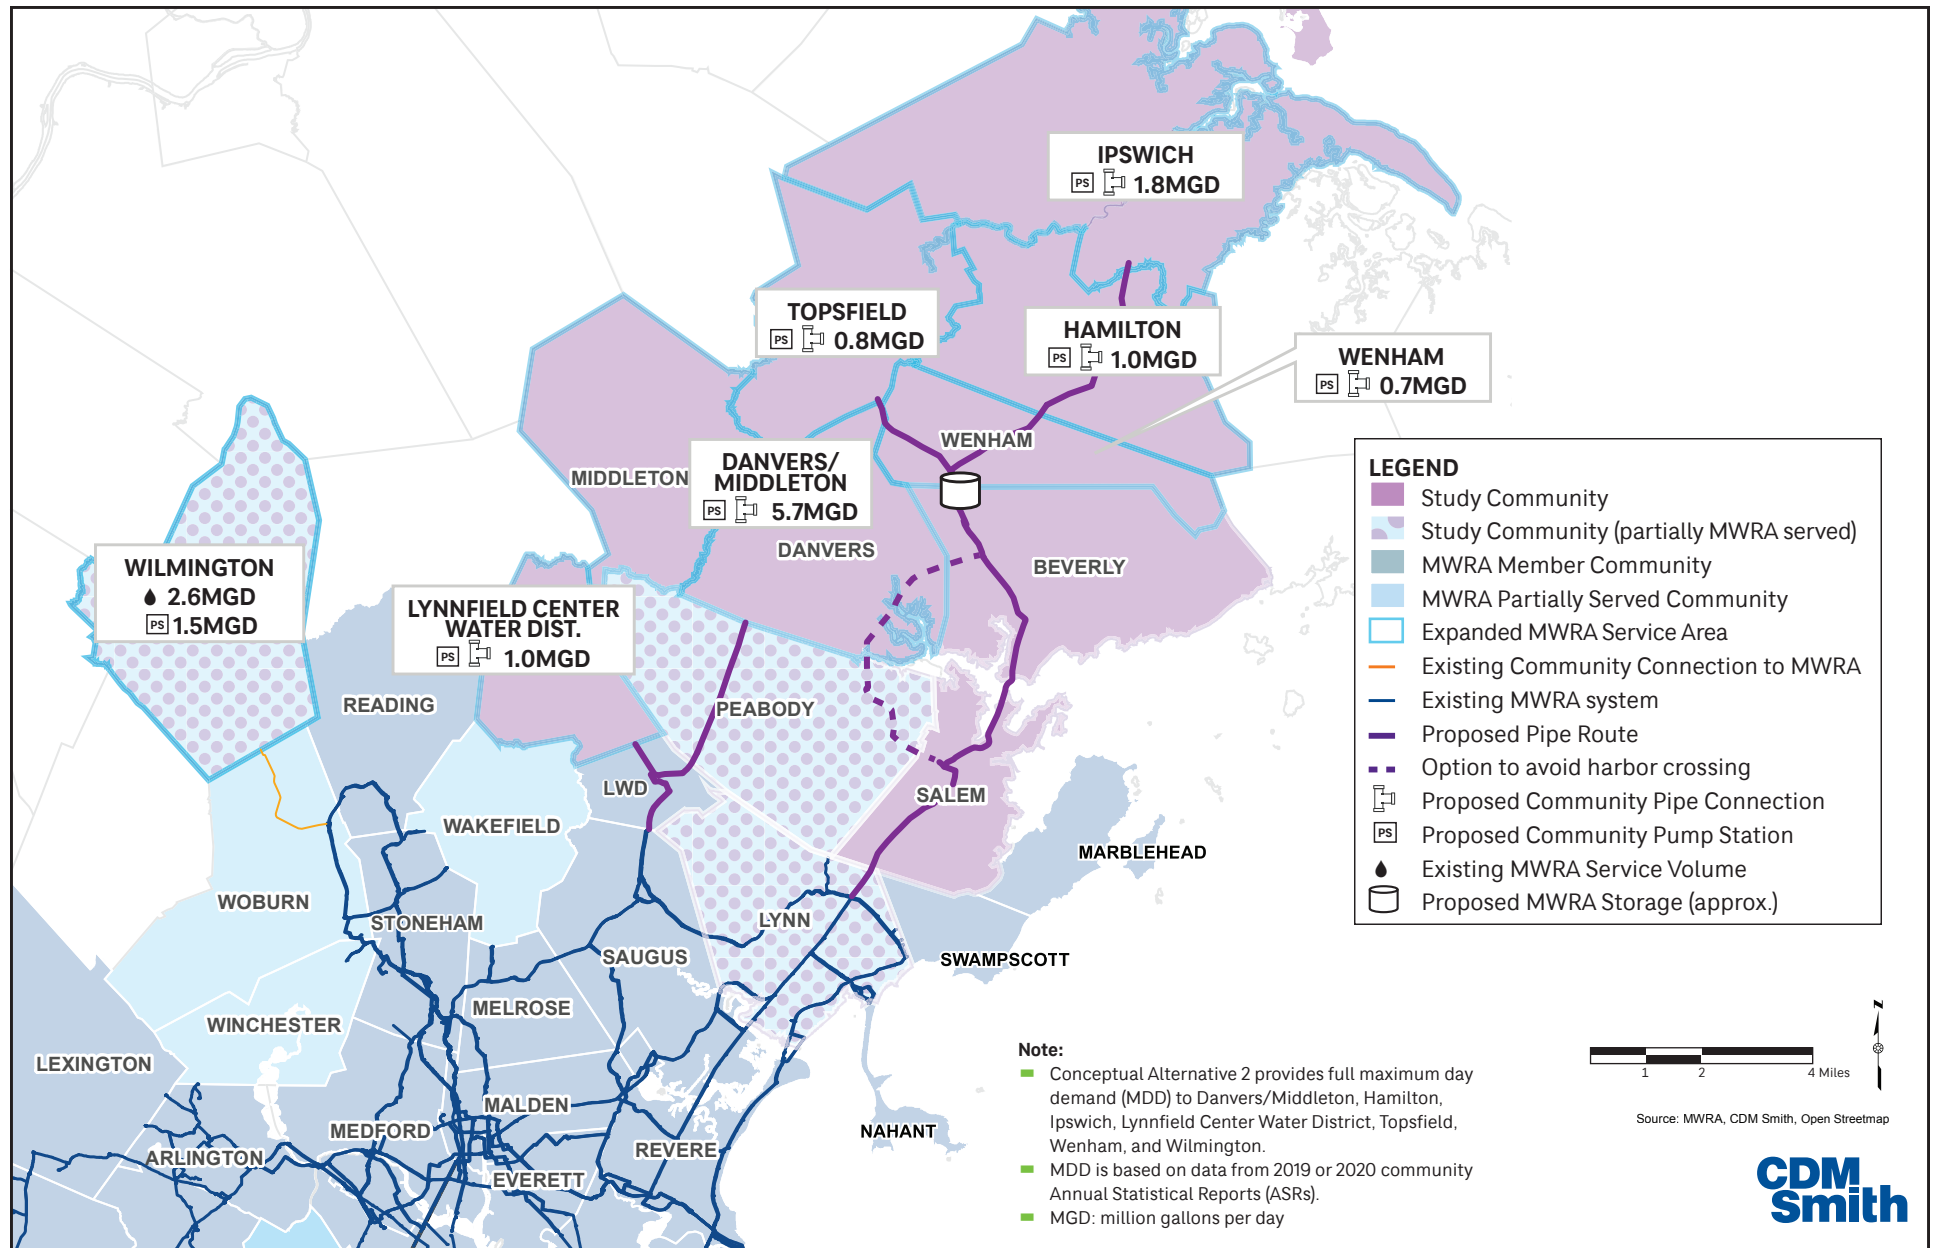 IPSWICH
PS 1.8MGD
TOPSFIELD
PS 0.8MGD
HAMILTON
PS 1.0MGD
WENHAM
PS 0.7MGD
WENHAM
DANVERS/
MIDDLETON
PS 5.7MGD
MIDDLETON
DANVERS
BEVERLY
WILMINGTON
2.6MGD
PS 1.5MGD
LYNNFIELD CENTER
WATER DIST.
PS 1.0MGD
READING
PEABODY
LWD
SALEM
WAKEFIELD
MARBLEHEAD
WOBURN
STONEHAM
LYNN
SAUGUS
SWAMPSCOTT
MELROSE
WINCHESTER
LEXINGTON
MALDEN
MEDFORD
NAHANT
REVERE
ARLINGTON
EVERETT
LEGEND
Study Community
Study Community (partially MWRA served)
MWRA Member Community
MWRA Partially Served Community
Expanded MWRA Service Area
Existing Community Connection to MWRA
Existing MWRA system
Proposed Pipe Route
Option to avoid harbor crossing
Proposed Community Pipe Connection
PS Proposed Community Pump Station
Existing MWRA Service Volume
Proposed MWRA Storage (approx.)
Note:
Conceptual Alternative 2 provides full maximum day
demand (MDD) to Danvers/Middleton, Hamilton,
Ipswich, Lynnfield Center Water District, Topsfield,
Wenham, and Wilmington.
MDD is based on data from 2019 or 2020 community
Annual Statistical Reports (ASRs).
MGD: million gallons per day
N
1 2 4 Miles
Source: MWRA, CDM Smith, Open Streetmap
CDM
Smith